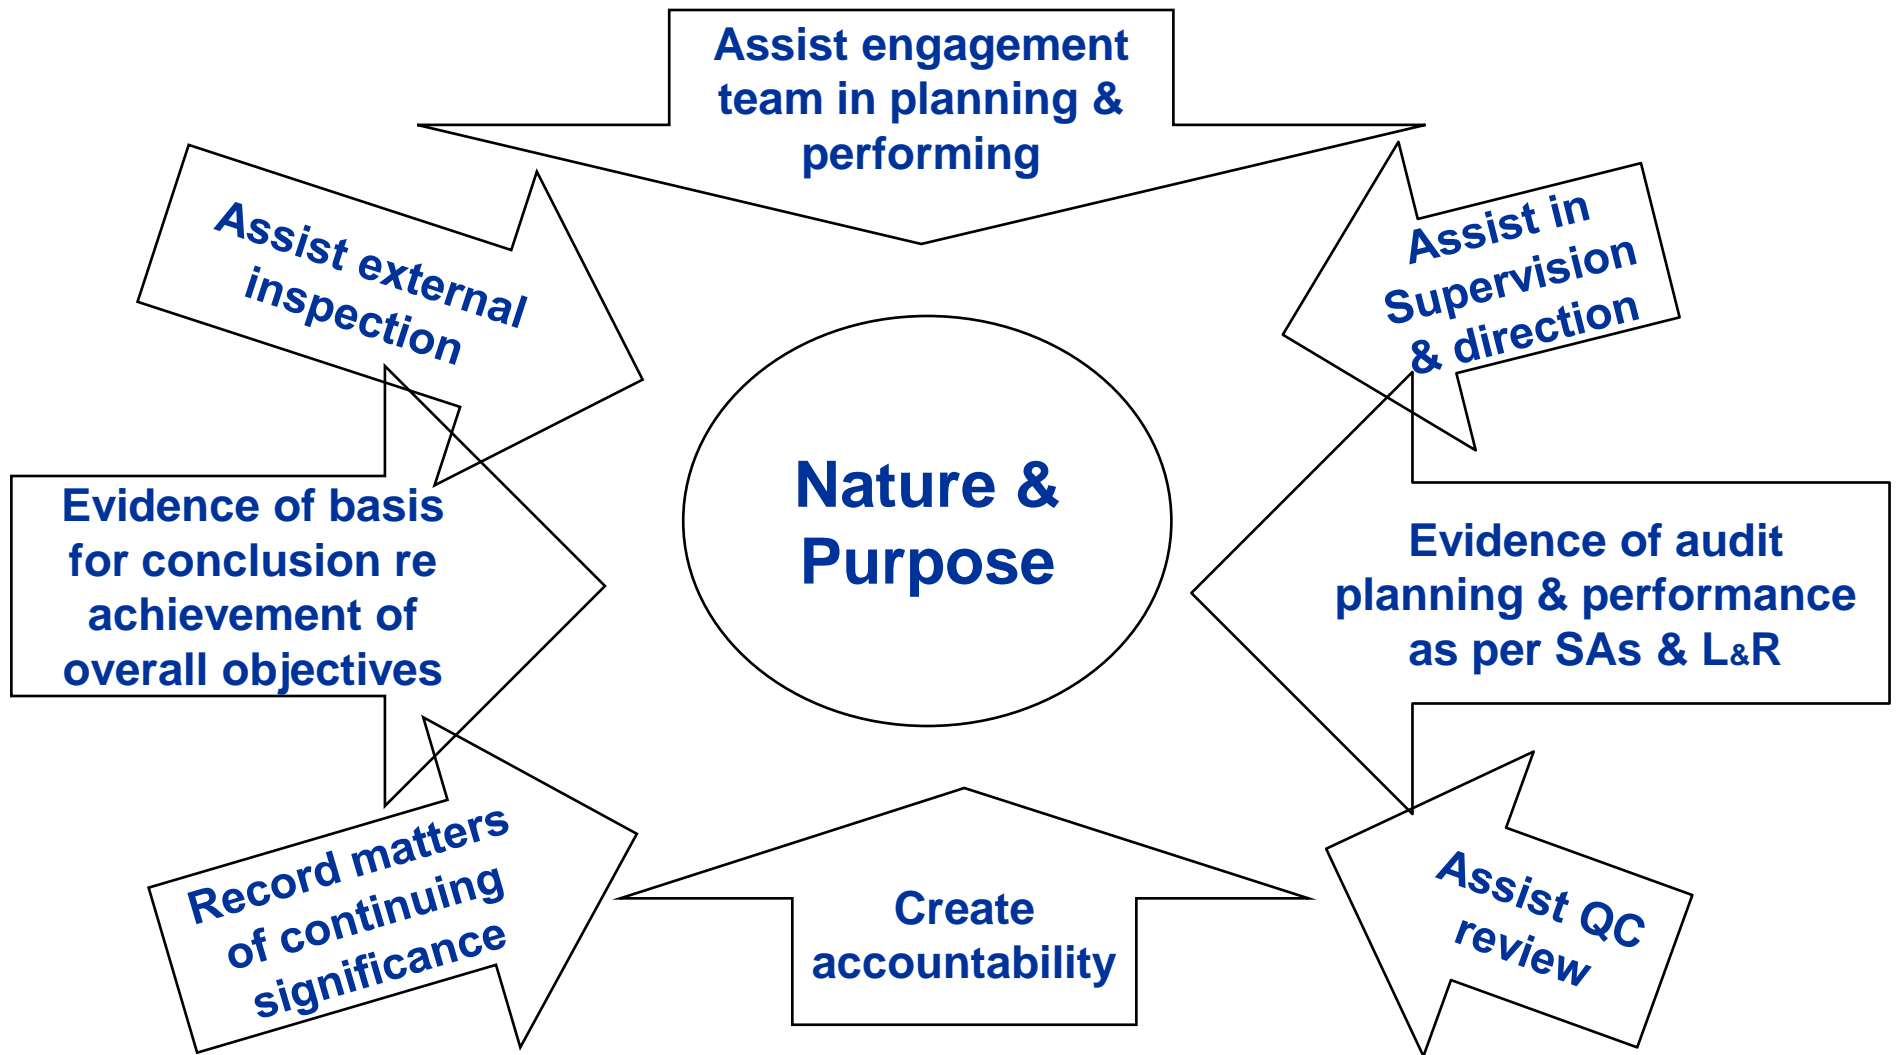 Assist engagement
team in planning &
performing
Assist external
inspection
Assist in
Supervision
& direction
Nature &
Purpose
Evidence of basis
for conclusion re
achievement of
overall objectives
Evidence of audit
planning & performance
as per SAs & L&R
Record matters
of continuing
significance
Create
accountability
Assist QC
review